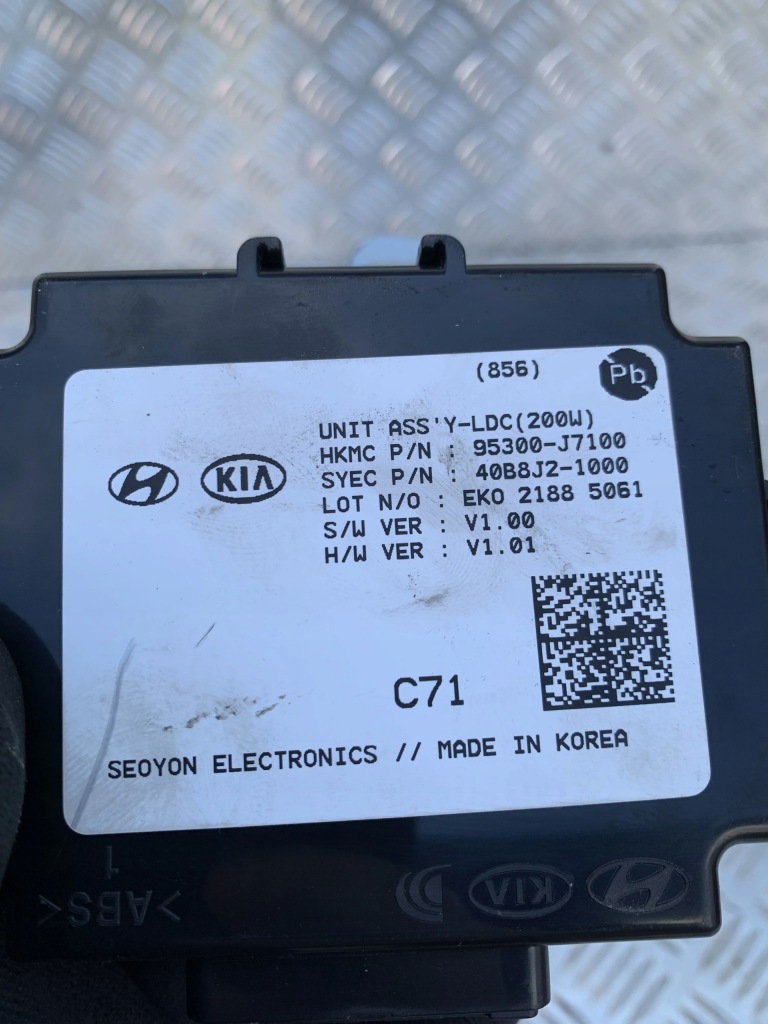 (856)
Pb
UNIT ASS'Y-LDC(200W)
HKMC P/N : 95300-J7100
SYEC P/N : 40B8J2-1000
KIA
LOT N/O : EKO 2188 5061
S/W VER : V1.00
H/W VER : V1.01
C71
SEOYON ELECTRONICS // MADE IN KOREA
1
>ABS<
KIA